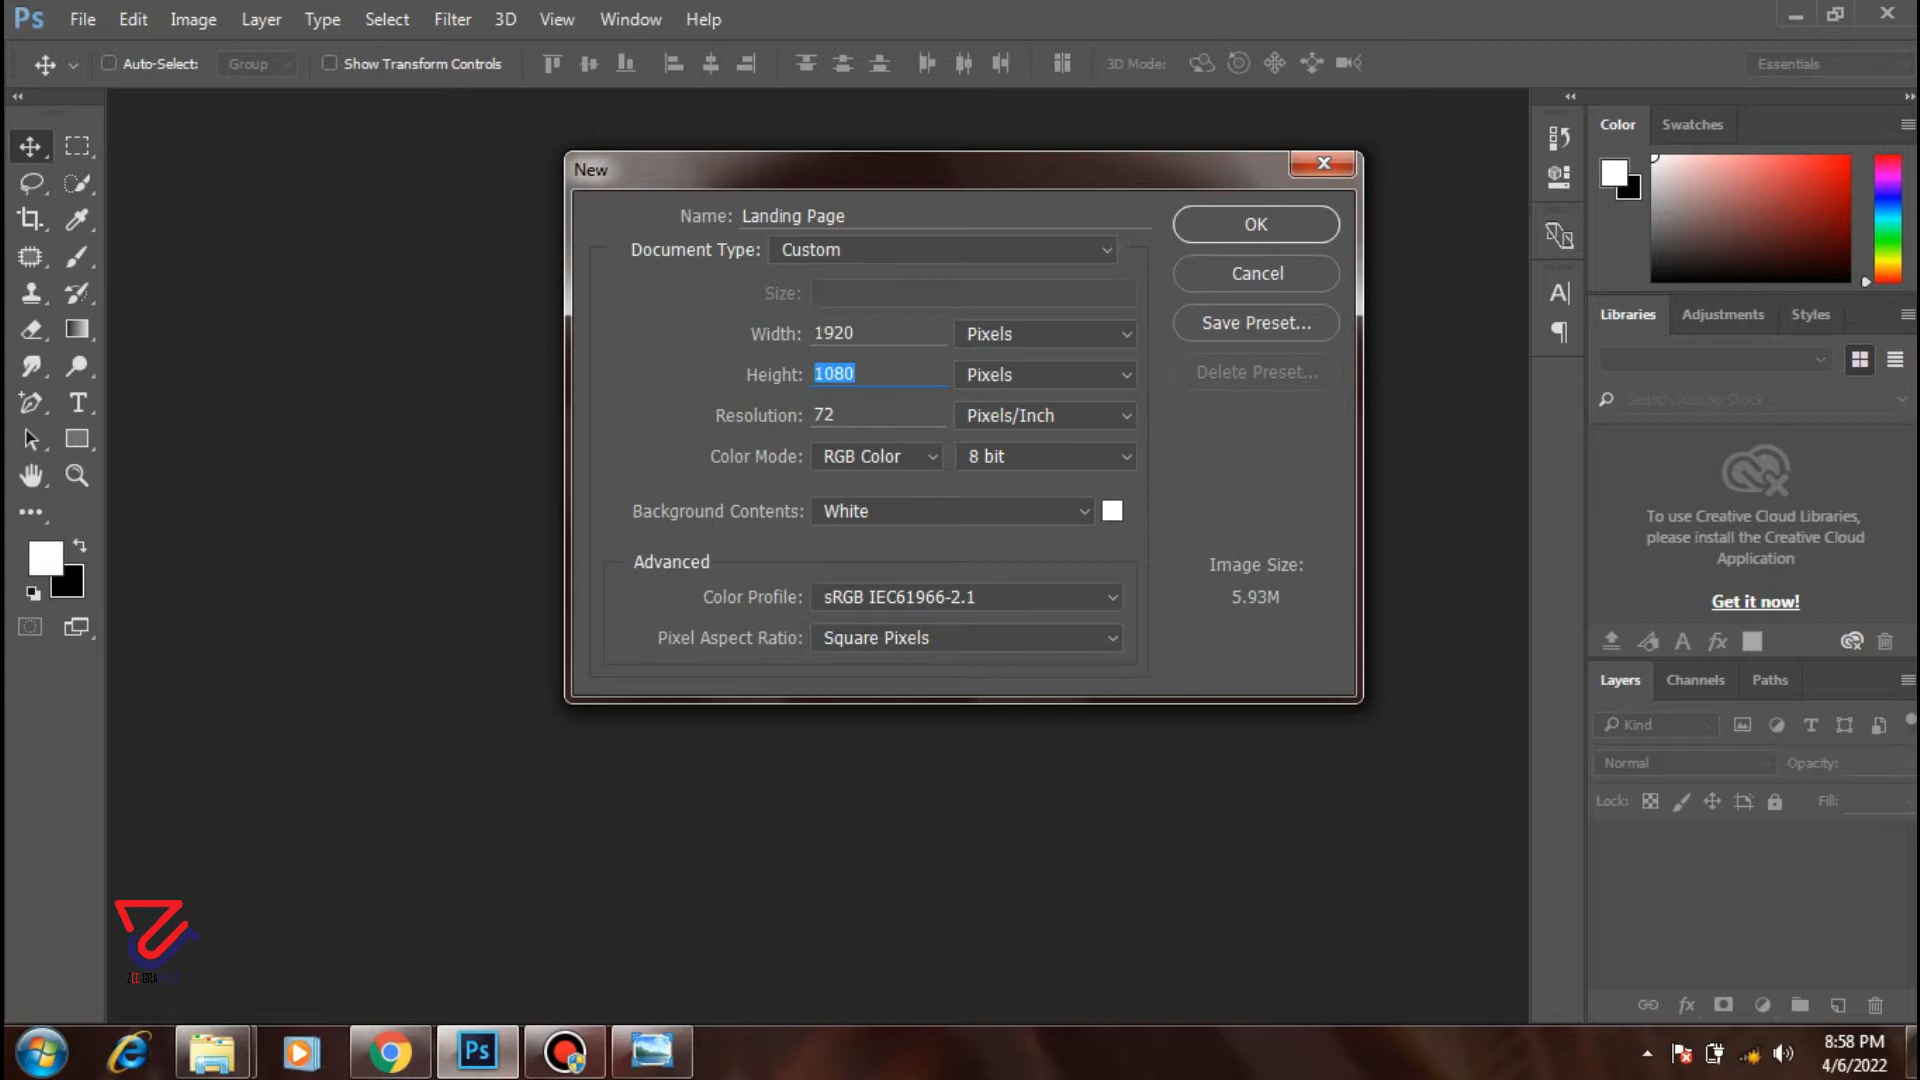 Ps File Edit Image Layer Type Select Filter 3D View Window Help
Auto-Select: Group Show Transform Controls 3D Mode: Essentials
New
Name: Landing Page
OK
Document Type: Custom
Cancel
Size:
Save Preset...
Width: 1920 Pixels
Height: 1080 Pixels
Delete Preset...
Resolution: 72 Pixels/Inch
Color Mode: RGB Color 8 bit
Background Contents: White
Advanced
Image Size:
Color Profile: sRGB IEC61966-2.1
5.93M
Pixel Aspect Ratio: Square Pixels
Color Swatches
Libraries Adjustments Styles
Search Adobe Stock
To use Creative Cloud Libraries,
please install the Creative Cloud
Application
Get it now!
Layers Channels Paths
Kind
Normal Opacity:
Lock: Fill:
Ps
8:58 PM
4/6/2022